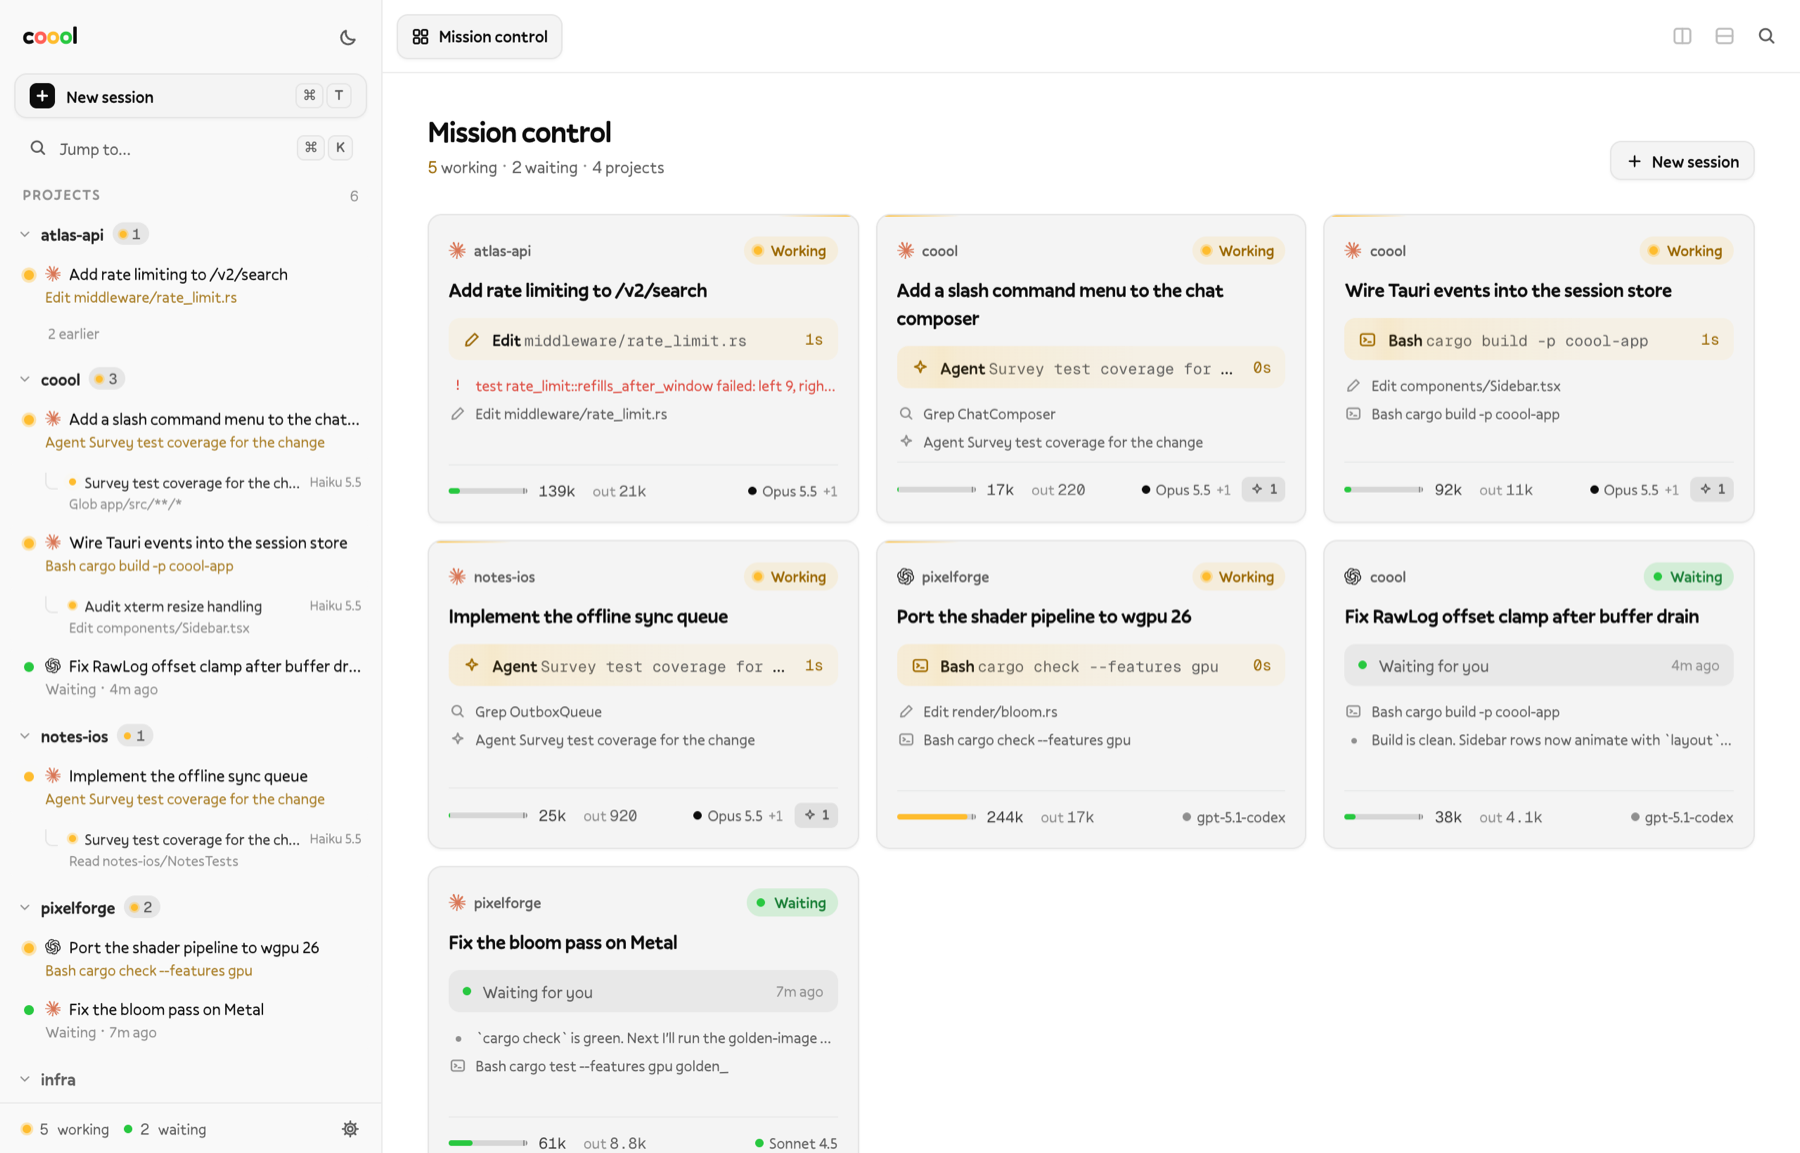 coool
New session ⌘ T
Jump to... ⌘ K
PROJECTS 6
atlas-api 1
Add rate limiting to /v2/search
Edit middleware/rate_limit.rs
2 earlier
coool 3
Add a slash command menu to the chat...
Agent Survey test coverage for the change
Survey test coverage for the ch... Haiku 5.5
Glob app/src/**/*
Wire Tauri events into the session store
Bash cargo build -p coool-app
Audit xterm resize handling Haiku 5.5
Edit components/Sidebar.tsx
Fix RawLog offset clamp after buffer dr...
Waiting · 4m ago
notes-ios 1
Implement the offline sync queue
Agent Survey test coverage for the change
Survey test coverage for the ch... Haiku 5.5
Read notes-ios/NotesTests
pixelforge 2
Port the shader pipeline to wgpu 26
Bash cargo check --features gpu
Fix the bloom pass on Metal
Waiting · 7m ago
infra
5 working 2 waiting
Mission control
Mission control
5 working · 2 waiting · 4 projects
New session
atlas-api Working
Add rate limiting to /v2/search
Edit middleware/rate_limit.rs 1s
! test rate_limit::refills_after_window failed: left 9, righ...
Edit middleware/rate_limit.rs
139k out 21k Opus 5.5 +1
coool Working
Add a slash command menu to the chat
composer
Agent Survey test coverage for ... 0s
Grep ChatComposer
Agent Survey test coverage for the change
17k out 220 Opus 5.5 +1 1
coool Working
Wire Tauri events into the session store
Bash cargo build -p coool-app 1s
Edit components/Sidebar.tsx
Bash cargo build -p coool-app
92k out 11k Opus 5.5 +1 1
notes-ios Working
Implement the offline sync queue
Agent Survey test coverage for ... 1s
Grep OutboxQueue
Agent Survey test coverage for the change
25k out 920 Opus 5.5 +1 1
pixelforge Working
Port the shader pipeline to wgpu 26
Bash cargo check --features gpu 0s
Edit render/bloom.rs
Bash cargo check --features gpu
244k out 17k gpt-5.1-codex
coool Waiting
Fix RawLog offset clamp after buffer drain
Waiting for you 4m ago
Bash cargo build -p coool-app
Build is clean. Sidebar rows now animate with `layout`...
38k out 4.1k gpt-5.1-codex
pixelforge Waiting
Fix the bloom pass on Metal
Waiting for you 7m ago
`cargo check` is green. Next I'll run the golden-image ...
Bash cargo test --features gpu golden_
61k out 8.8k Sonnet 4.5